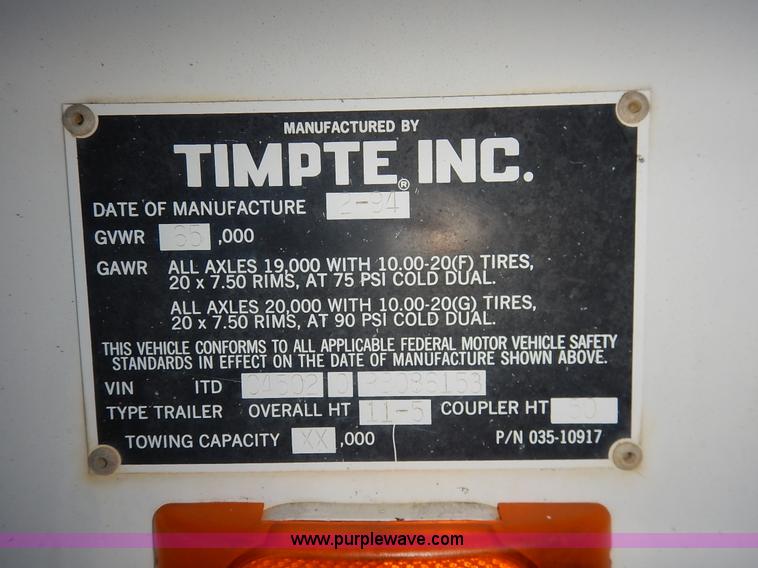 MANUFACTURED BY
TIMPTE® INC.
DATE OF MANUFACTURE 2-94
GVWR ,000
GAWR ALL AXLES 19,000 WITH 10.00-20(F) TIRES,
20 x 7.50 RIMS, AT 75 PSI COLD DUAL.
ALL AXLES 20,000 WITH 10.00-20(G) TIRES,
20 x 7.50 RIMS, AT 90 PSI COLD DUAL.
THIS VEHICLE CONFORMS TO ALL APPLICABLE FEDERAL MOTOR VEHICLE SAFETY
STANDARDS IN EFFECT ON THE DATE OF MANUFACTURE SHOWN ABOVE.
VIN ITD
TYPE TRAILER OVERALL HT 11-5 COUPLER HT
TOWING CAPACITY XX ,000 P/N 035-10917
www.purplewave.com